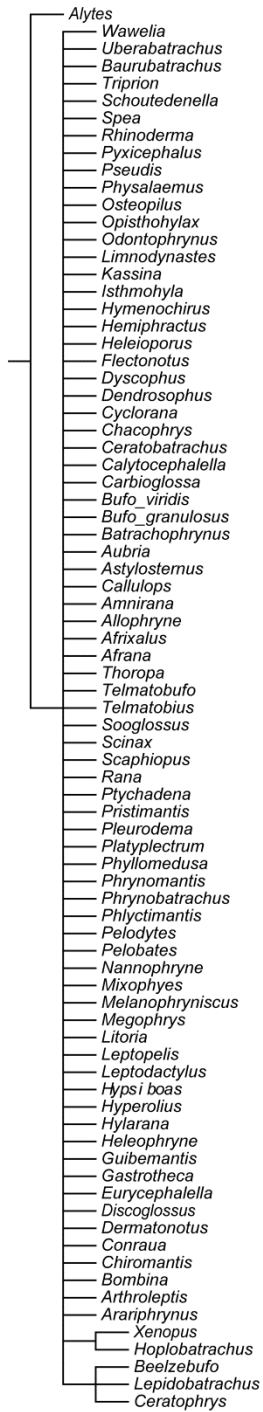 Alytes
Wawelia
Uberabatrachus
Baurubatrachus
Triprion
Schoutedenella
Spea
Rhinoderma
Pyxicephalus
Pseudis
Physalaemus
Osteopilus
Opisthohylax
Odontophrynus
Limnodynastes
Kassina
Isthmohyla
Hymenochirus
Hemiphractus
Heleioporus
Flectonotus
Dyscophus
Dendrosophus
Cyclorana
Chacophrys
Ceratobatrachus
Calytocephalella
Carbioglossa
Bufo_viridis
Bufo_granulosus
Batrachophrynus
Aubria
Astylosternus
Callulops
Amnirana
Allophryne
Afrixalus
Afrana
Thoropa
Telmatobufo
Telmatobius
Sooglossus
Scinax
Scaphiopus
Rana
Ptychadena
Pristimantis
Pleurodema
Platyplectrum
Phyllomedusa
Phrynomantis
Phrynobatrachus
Phlyctimantis
Pelodytes
Pelobates
Nannophryne
Mixophyes
Melanophryniscus
Megophrys
Litoria
Leptopelis
Leptodactylus
Hypsi boas
Hyperolius
Hylarana
Heleophryne
Guibemantis
Gastrotheca
Eurycephalella
Discoglossus
Dermatonotus
Conraua
Chiromantis
Bombina
Arthroleptis
Arariphrynus
Xenopus
Hoplobatrachus
Beelzebufo
Lepidobatrachus
Ceratophrys